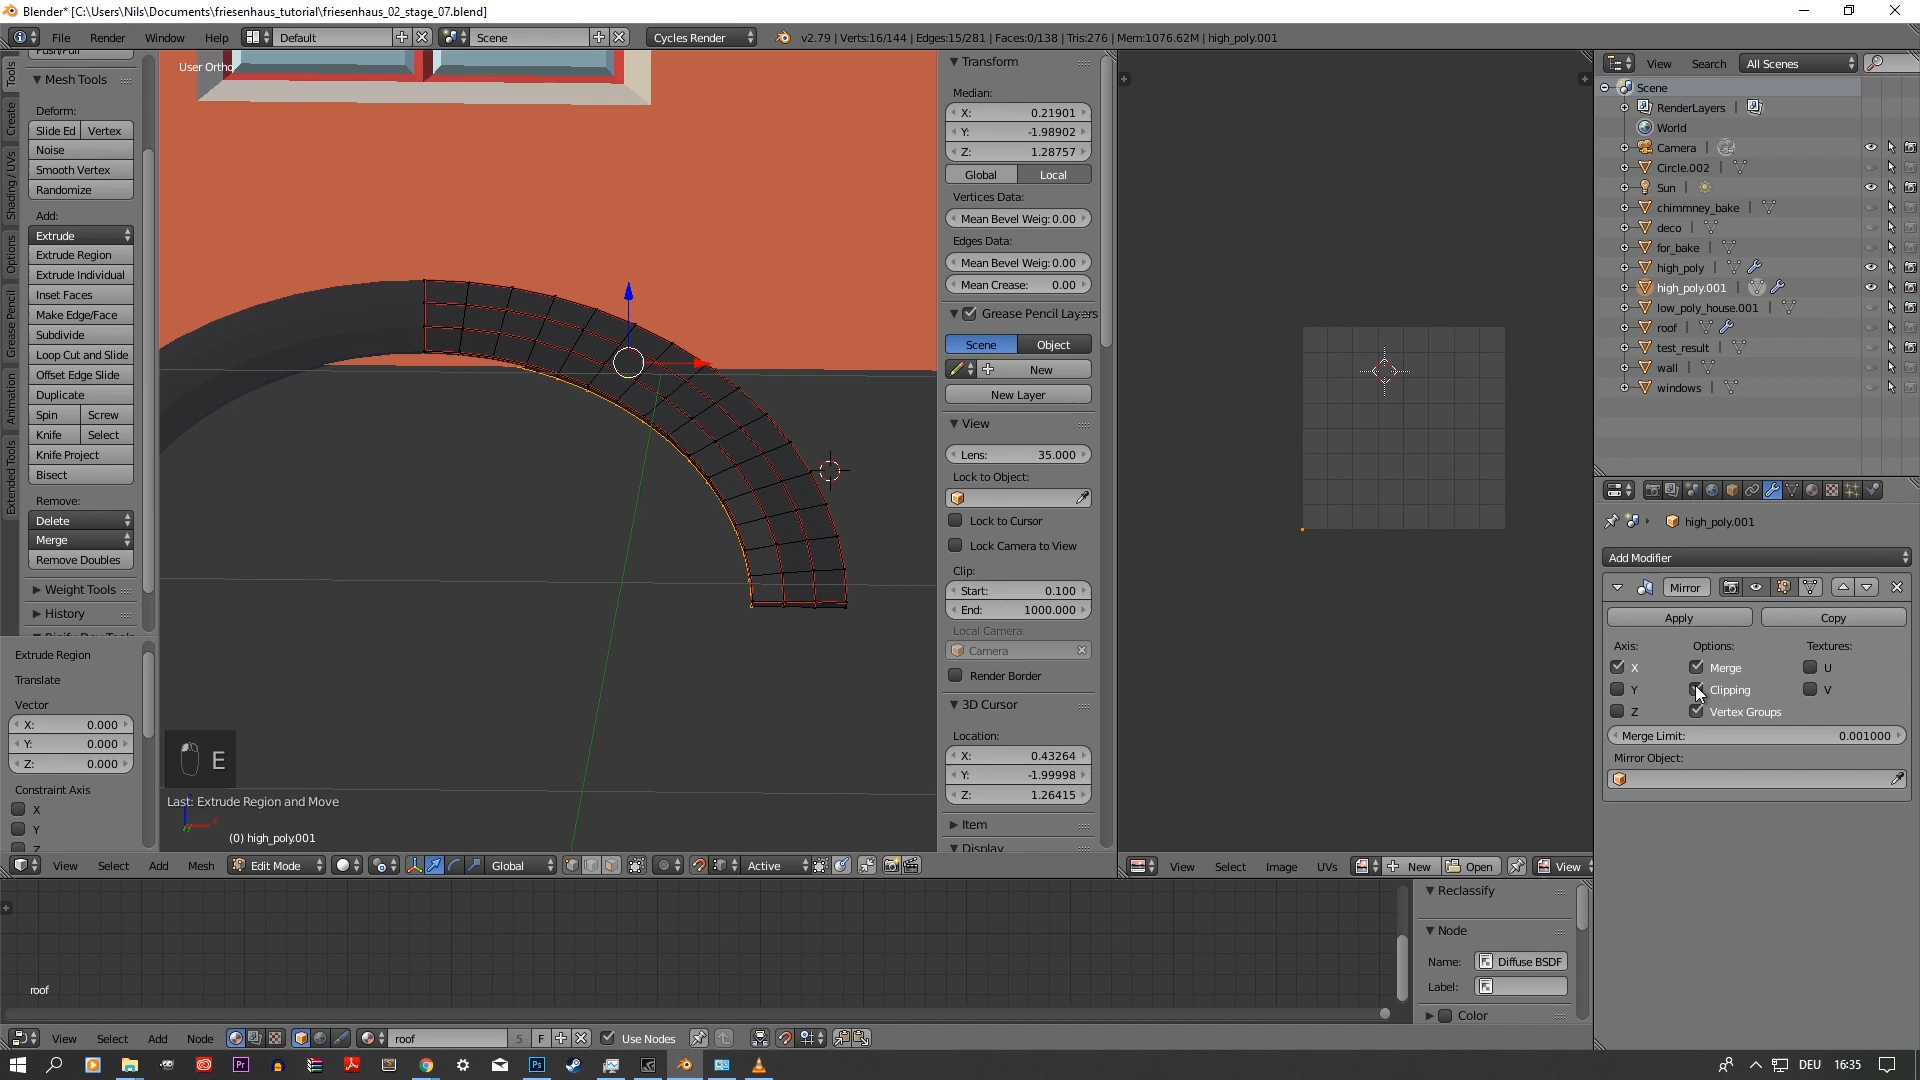 Blender* [C:\Users\Nils\Documents\friesenhaus_tutorial\friesenhaus_02_stage_07.blend]
File Render Window Help Default Scene Cycles Render v2.79 | Verts:16/144 | Edges:15/281 | Faces:0/138 | Tris:276 | Mem:1076.62M | high_poly.001
Tools
Create
Shading / UVs
Options
Grease Pencil
Animation
Extended Tools
Push/Pull
Mesh Tools
Deform:
Slide Ed Vertex
Noise
Smooth Vertex
Randomize
Add:
Extrude
Extrude Region
Extrude Individual
Inset Faces
Make Edge/Face
Subdivide
Loop Cut and Slide
Offset Edge Slide
Duplicate
Spin Screw
Knife Select
Knife Project
Bisect
Remove:
Delete
Merge
Remove Doubles
Weight Tools
History
Extrude Region
Translate
Vector
X: 0.000
Y: 0.000
Z: 0.000
Constraint Axis
X
Y
Z
User Ortho
E
Last: Extrude Region and Move
(0) high_poly.001
View Select Add Mesh Edit Mode Global Active
Transform
Median:
X: 0.21901
Y: -1.98902
Z: 1.28757
Global Local
Vertices Data:
Mean Bevel Weig: 0.00
Edges Data:
Mean Bevel Weig: 0.00
Mean Crease: 0.00
Grease Pencil Layers
Scene Object
New
New Layer
View
Lens: 35.000
Lock to Object:
Lock to Cursor
Lock Camera to View
Clip:
Start: 0.100
End: 1000.000
Local Camera:
Camera
Render Border
3D Cursor
Location:
X: 0.43264
Y: -1.99998
Z: 1.26415
Item
Display
View Select Image UVs New Open View
View Search All Scenes
Scene
RenderLayers
World
Camera
Circle.002
Sun
chimmney_bake
deco
for_bake
high_poly
high_poly.001
low_poly_house.001
roof
test_result
wall
windows
high_poly.001
Add Modifier
Mirror
Apply Copy
Axis: Options: Textures:
X Merge U
Y Clipping V
Z Vertex Groups
Merge Limit: 0.001000
Mirror Object:
roof
Reclassify
Node
Name: Diffuse BSDF
Label:
Color
View Select Add Node roof 5 F Use Nodes
DEU 16:35